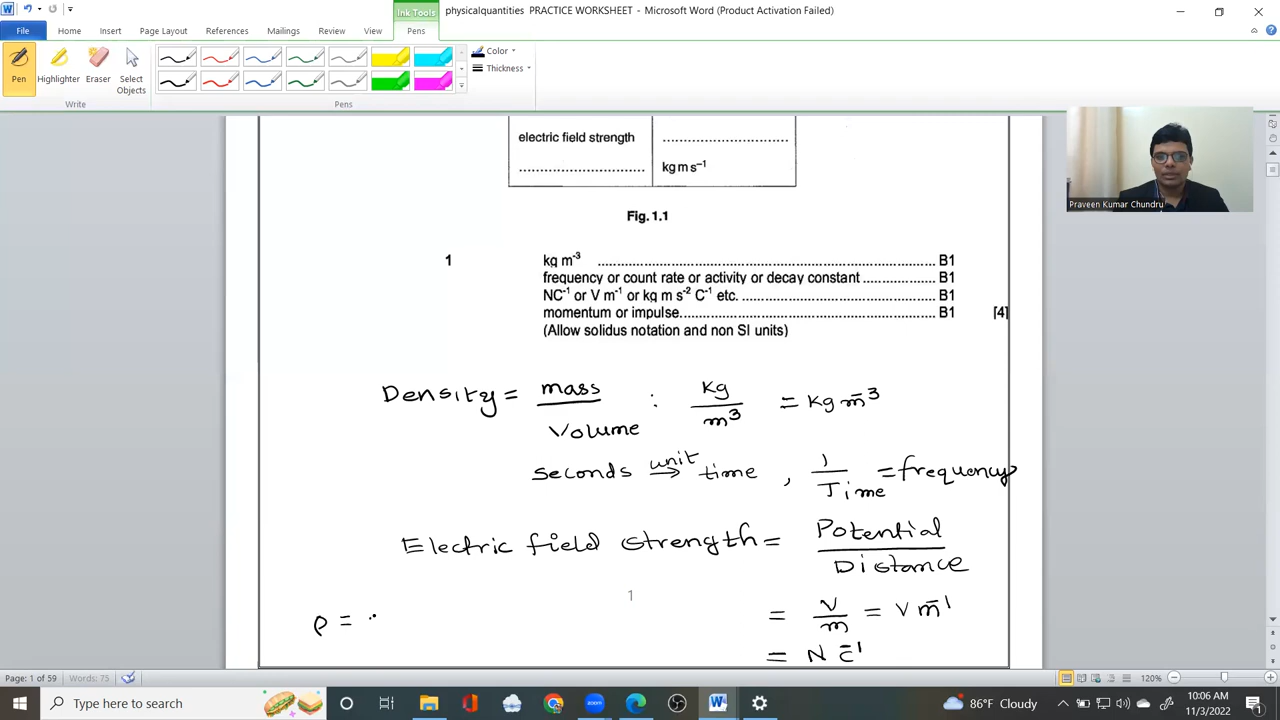 Ink Tools
physicalquantities PRACTICE WORKSHEET - Microsoft Word (Product Activation Failed)
File Home Insert Page Layout References Mailings Review View Pens
Pen Highlighter Eraser Select Objects
Color
Thickness
Write Pens
electric field strength ..............................
.............................. kg m s⁻¹
Fig. 1.1
1 kg m⁻³ .............................. B1
frequency or count rate or activity or decay constant .................. B1
NC⁻¹ or V m⁻¹ or kg m s⁻² C⁻¹ etc. .............................. B1
momentum or impulse.............................. B1 [4]
(Allow solidus notation and non SI units)
Density = mass / Volume : kg / m³ = kg m⁻³
seconds unit → time , 1 / Time = frequency
Electric field strength = Potential / Distance
1
ρ =
= V / m = V m⁻¹
= N C⁻¹
Praveen Kumar Chundru
Page: 1 of 59 Words: 75 120%
Type here to search
86°F Cloudy
10:06 AM
11/3/2022